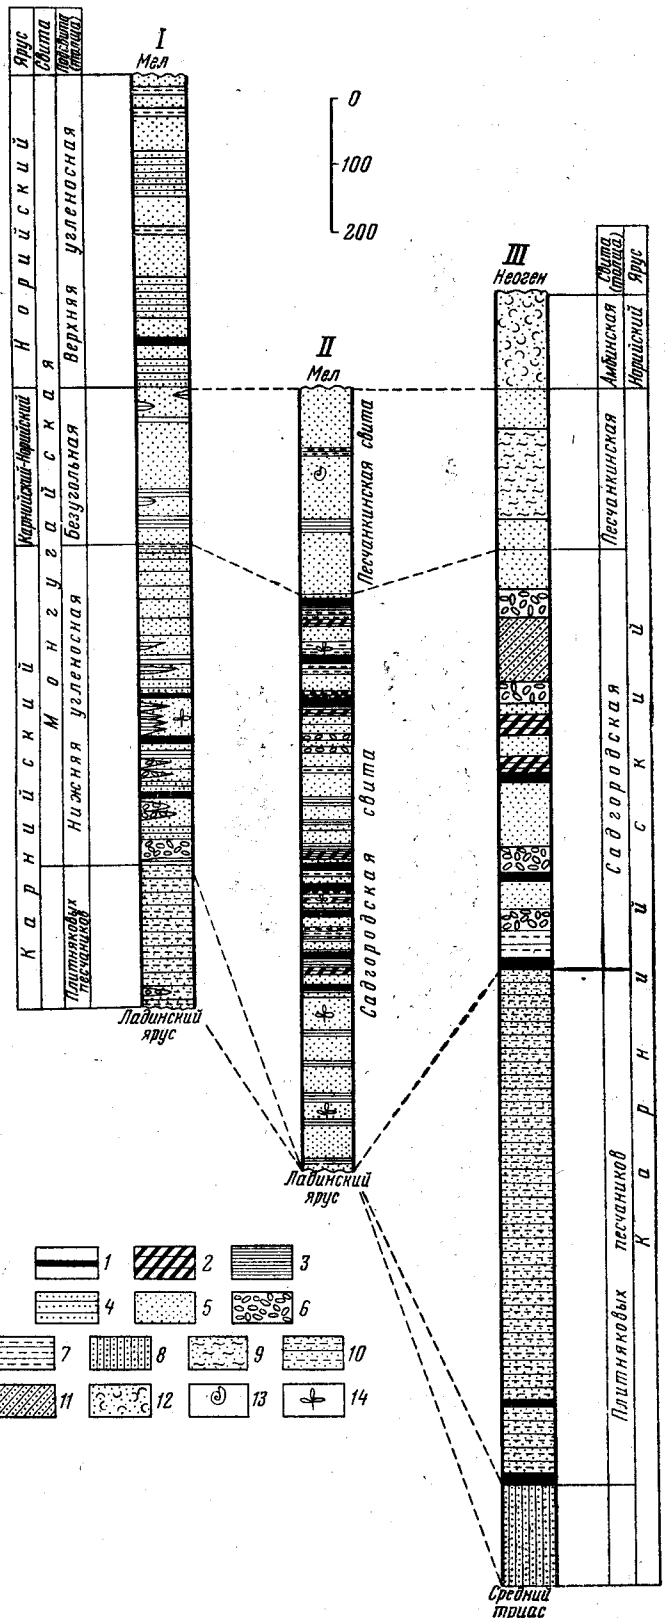 Ярус
Свита
Подсвита
(толща)
I
Мел
Норийский
Карнийский-Норийский
Карнийский
Монгугайская
Верхняя угленосная
Безугольная
Нижняя угленосная
Плитняковых
песчаников
Ладинский
ярус
0
100
200
II
Мел
Песчанкинская свита
Садгородская свита
Ладинский
ярус
III
Неоген
Свита
(толща)
Ярус
Амбинская
Норийский
Песчанкинская
Садгородская
Плитняковых песчаников
Карнийский
Средний
триас
1 2 3
4 5 6
7 8 9 10
11 12 13 14